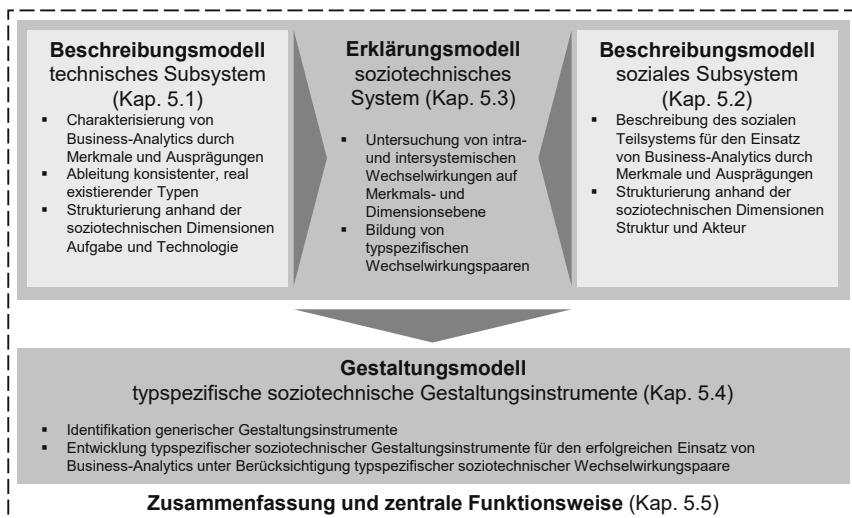 Beschreibungsmodell
technisches Subsystem
(Kap. 5.1)
▪ Charakterisierung von
Business-Analytics durch
Merkmale und Ausprägungen
▪ Ableitung konsistenter, real
existierender Typen
▪ Strukturierung anhand der
soziotechnischen Dimensionen
Aufgabe und Technologie
Erklärungsmodell
soziotechnisches
System (Kap. 5.3)
▪ Untersuchung von intra-
und intersystemischen
Wechselwirkungen auf
Merkmals- und
Dimensionsebene
▪ Bildung von
typspezifischen
Wechselwirkungspaaren
Beschreibungsmodell
soziales Subsystem
(Kap. 5.2)
▪ Beschreibung des sozialen
Teilsystems für den Einsatz
von Business-Analytics durch
Merkmale und Ausprägungen
▪ Strukturierung anhand der
soziotechnischen Dimensionen
Struktur und Akteur
Gestaltungsmodell
typspezifische soziotechnische Gestaltungsinstrumente (Kap. 5.4)
▪ Identifikation generischer Gestaltungsinstrumente
▪ Entwicklung typspezifischer soziotechnischer Gestaltungsinstrumente für den erfolgreichen Einsatz von
Business-Analytics unter Berücksichtigung typspezifischer soziotechnischer Wechselwirkungspaare
Zusammenfassung und zentrale Funktionsweise (Kap. 5.5)